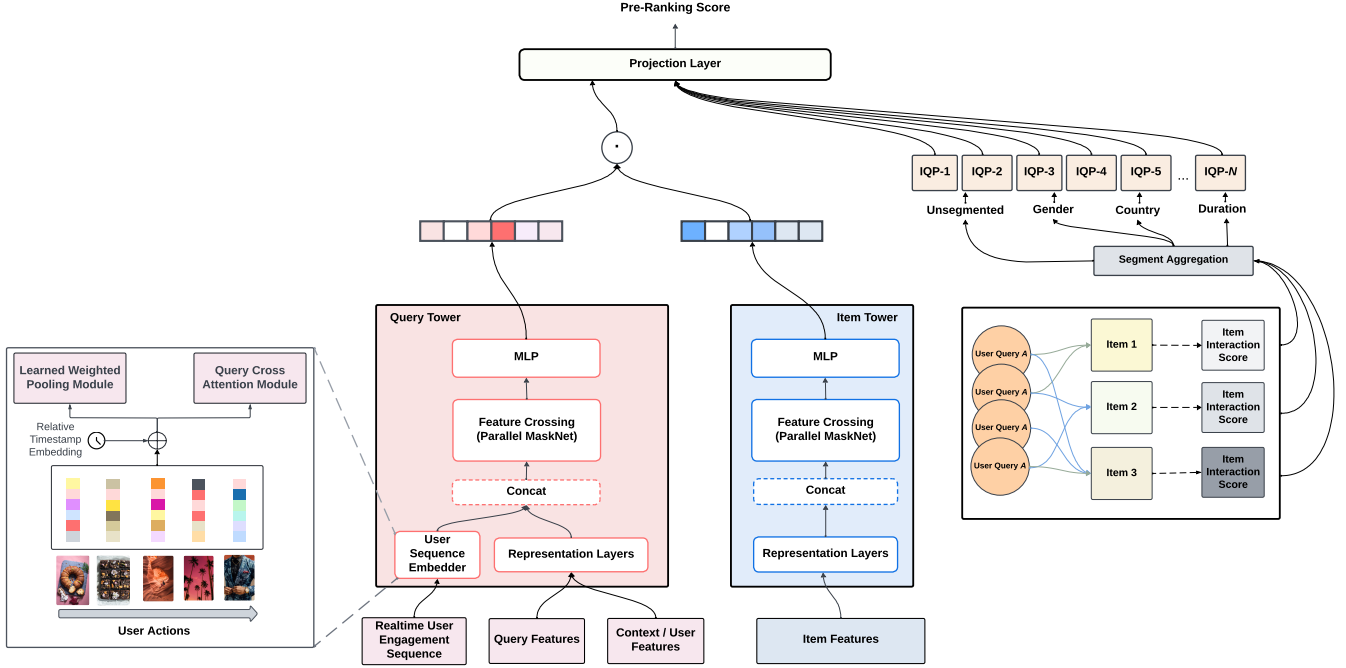 Pre-Ranking Score
Projection Layer
.
IQP-1
IQP-2
IQP-3
IQP-4
IQP-5
...
IQP-N
Unsegmented
Gender
Country
Duration
Segment Aggregation
Query Tower
MLP
Feature Crossing
(Parallel MaskNet)
Concat
User
Sequence
Embedder
Representation Layers
Realtime User
Engagement
Sequence
Query Features
Context / User
Features
Item Tower
MLP
Feature Crossing
(Parallel MaskNet)
Concat
Representation Layers
Item Features
User Query A
User Query A
User Query A
User Query A
Item 1
Item 2
Item 3
Item
Interaction
Score
Item
Interaction
Score
Item
Interaction
Score
Learned Weighted
Pooling Module
Query Cross
Attention Module
Relative
Timestamp
Embedding
User Actions